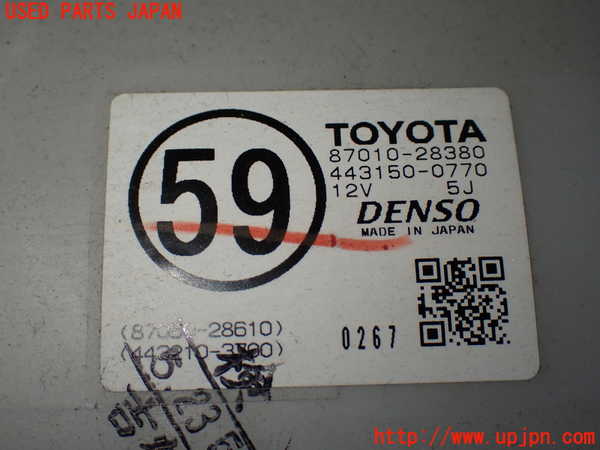 USED PARTS JAPAN
59
TOYOTA
87010-28380
443150-0770
12V 5J
DENSO
MADE IN JAPAN
-28610)
0267
http://www.upjpn.com